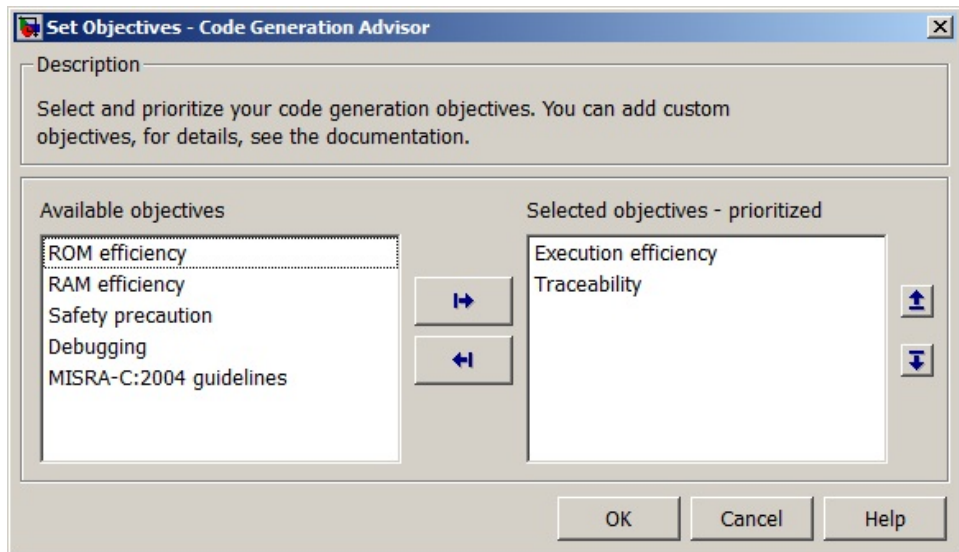 Set Objectives - Code Generation Advisor
Description
Select and prioritize your code generation objectives. You can add custom
objectives, for details, see the documentation.
Available objectives
ROM efficiency
RAM efficiency
Safety precaution
Debugging
MISRA-C:2004 guidelines
Selected objectives - prioritized
Execution efficiency
Traceability
OK
Cancel
Help